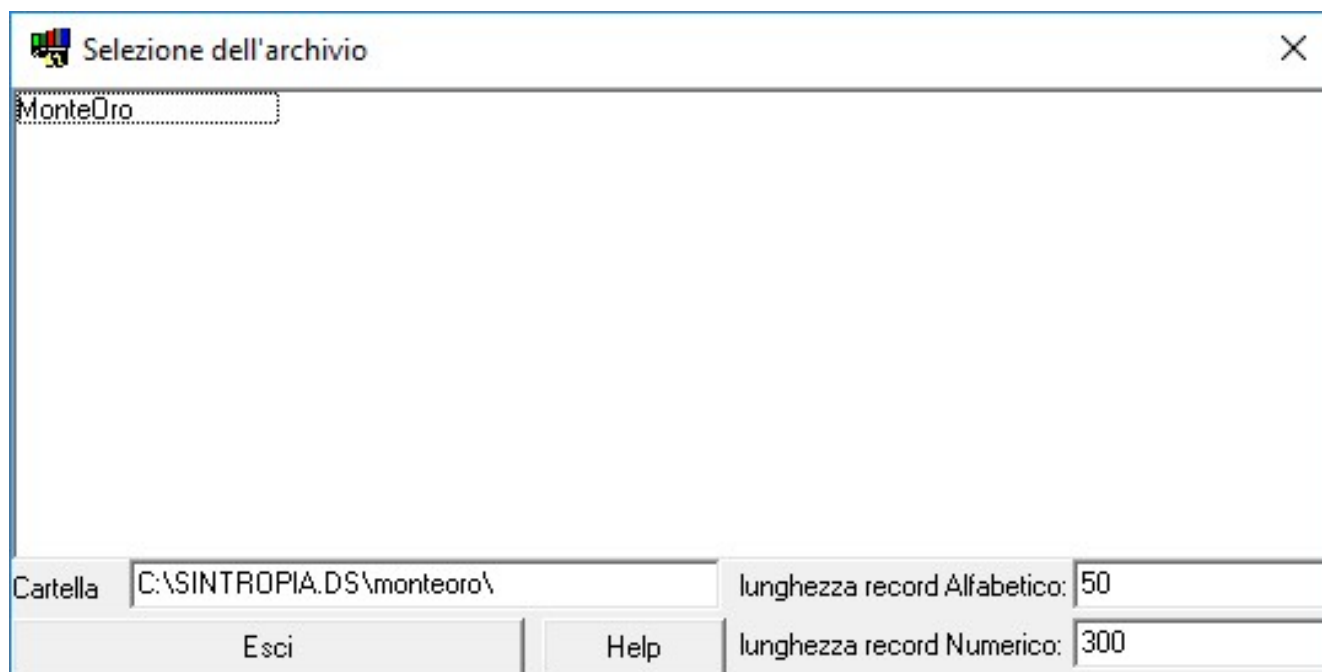 Selezione dell'archivio
MonteOro
Cartella C:\SINTROPIA.DS\monteoro\ lunghezza record Alfabetico: 50
Esci Help lunghezza record Numerico: 300